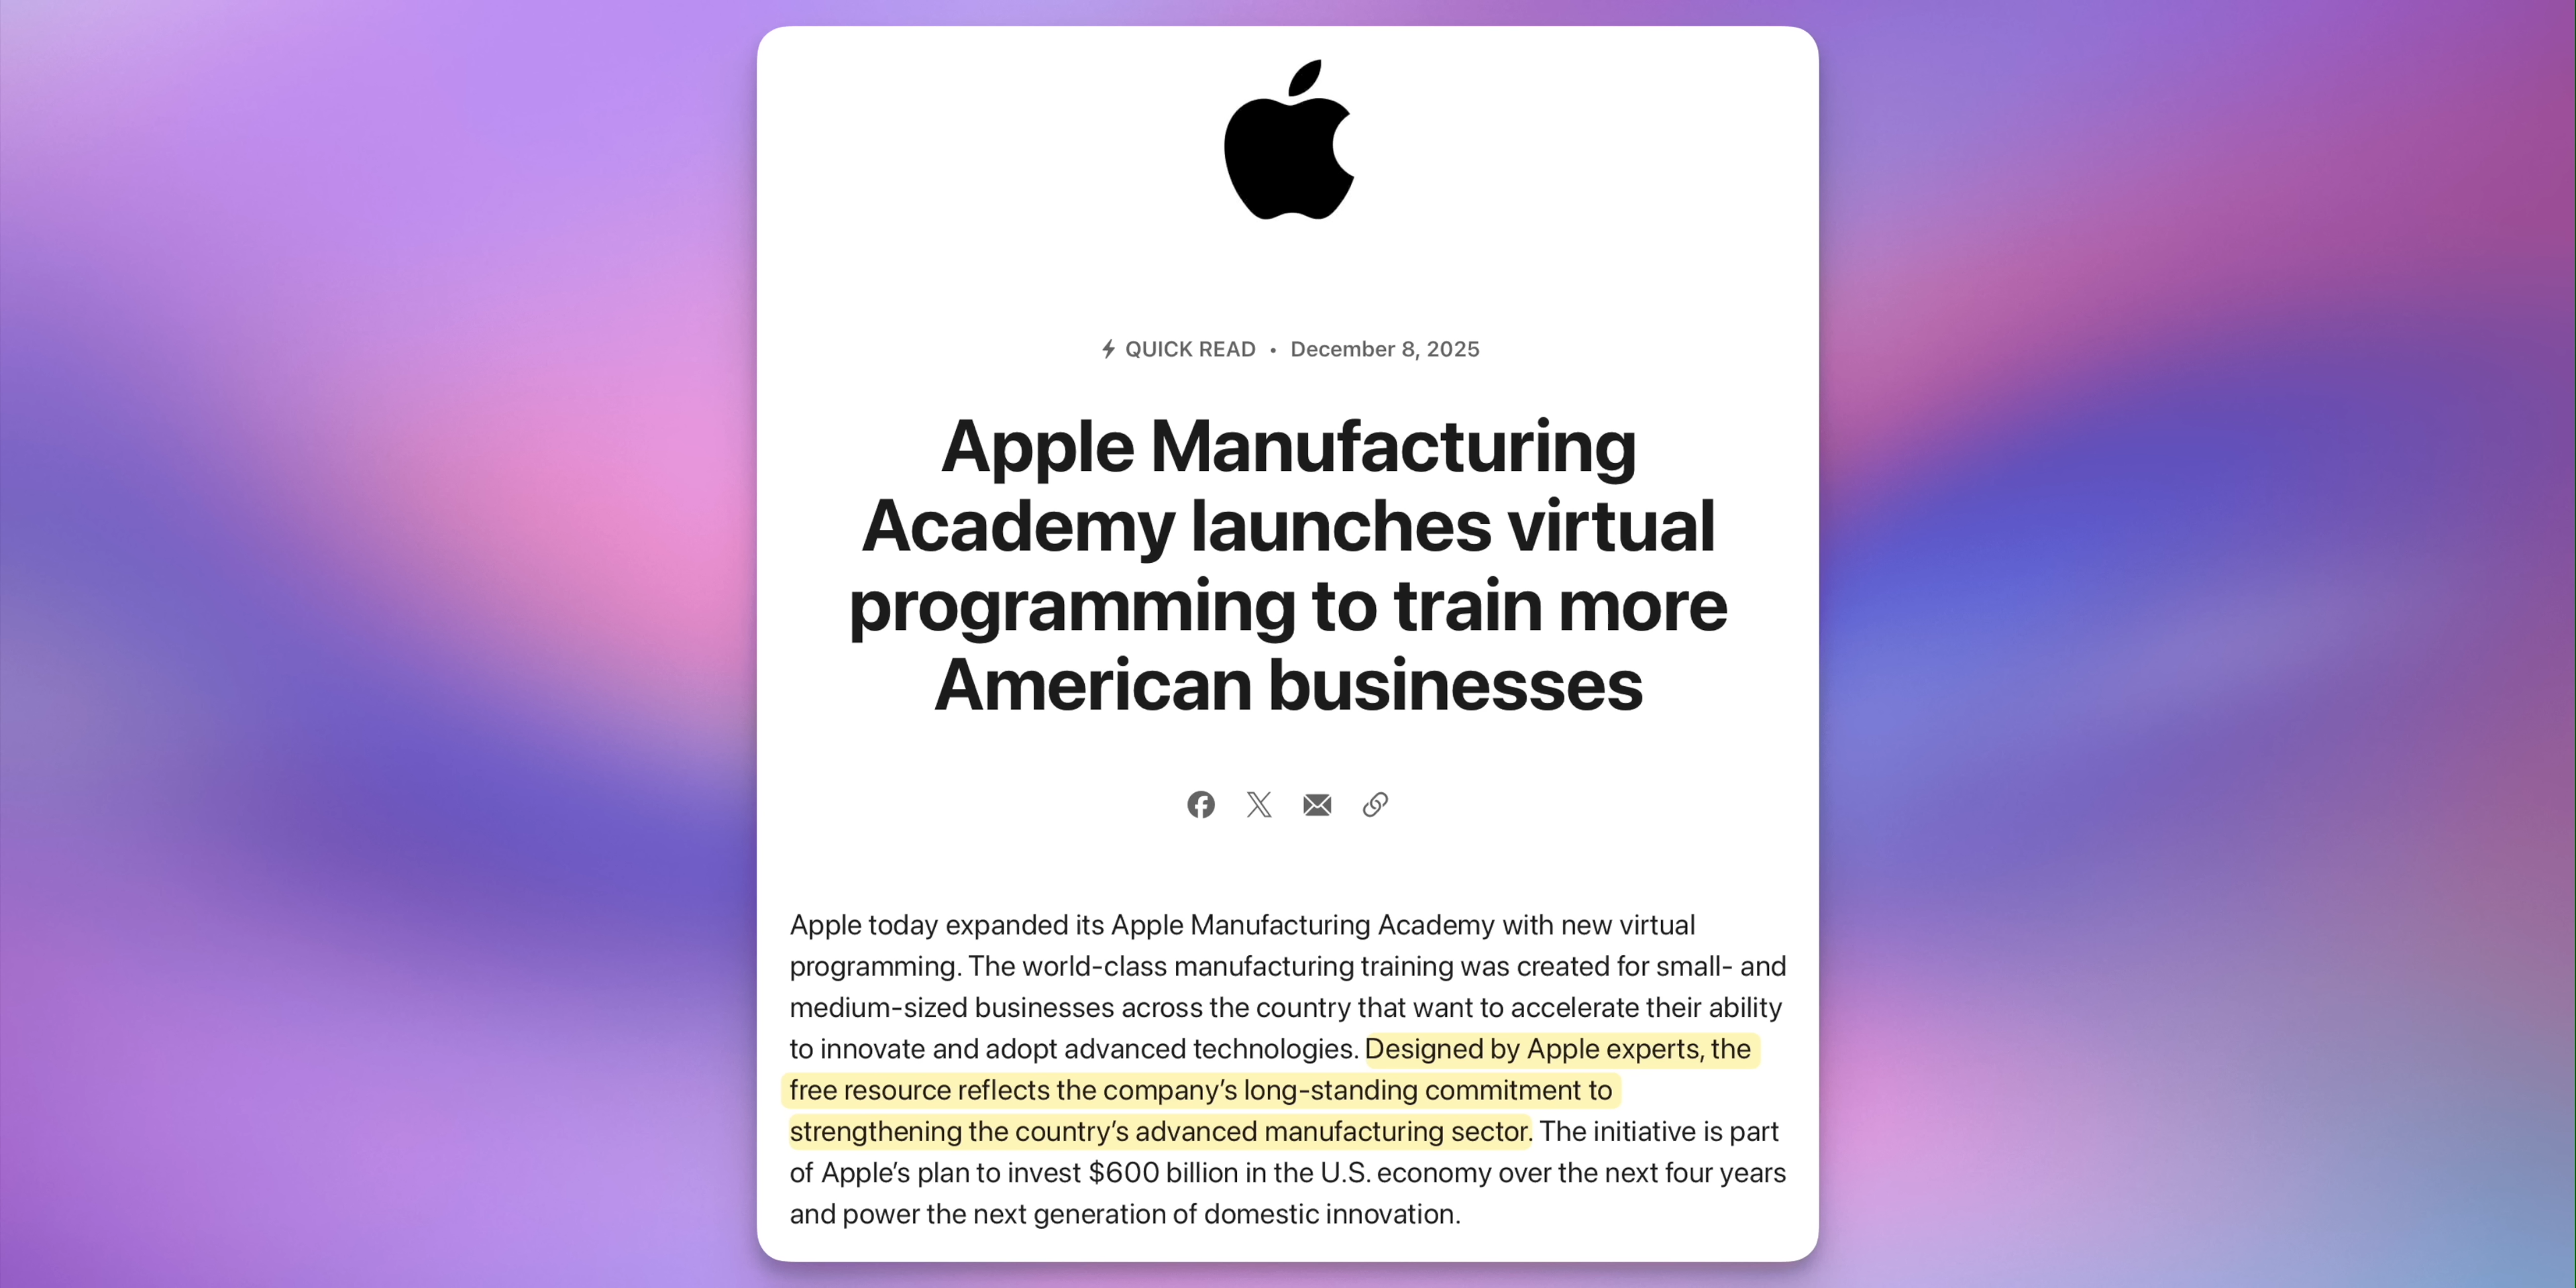 QUICK READ • December 8, 2025
Apple Manufacturing
Academy launches virtual
programming to train more
American businesses
Apple today expanded its Apple Manufacturing Academy with new virtual
programming. The world-class manufacturing training was created for small- and
medium-sized businesses across the country that want to accelerate their ability
to innovate and adopt advanced technologies. Designed by Apple experts, the
free resource reflects the company’s long-standing commitment to
strengthening the country’s advanced manufacturing sector. The initiative is part
of Apple’s plan to invest $600 billion in the U.S. economy over the next four years
and power the next generation of domestic innovation.